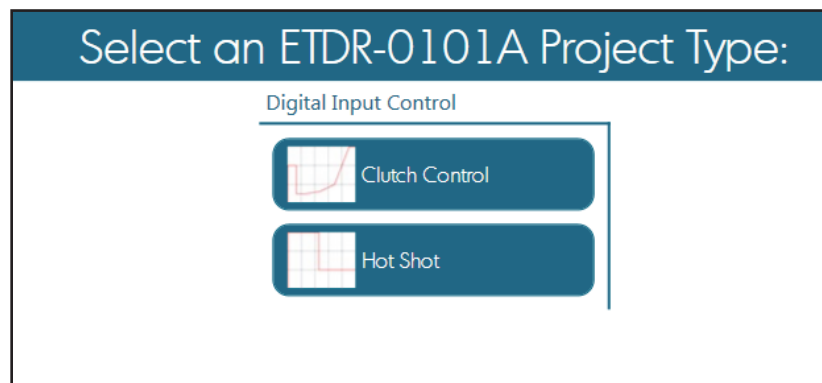 Select an ETDR-0101A Project Type:
Digital Input Control
Clutch Control
Hot Shot